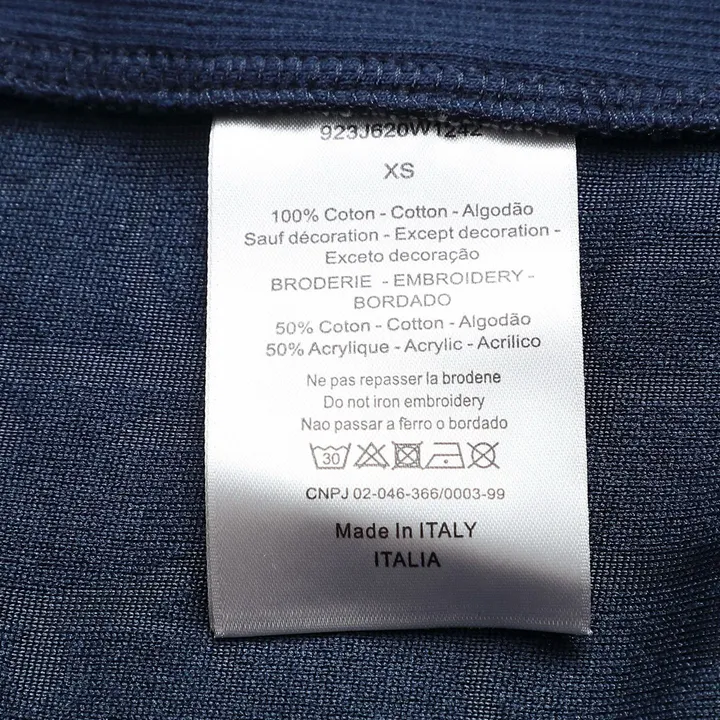 923J620W1242
XS
100% Coton - Cotton - Algodão
Sauf décoration - Except decoration -
Exceto decoração
BRODERIE - EMBROIDERY -
BORDADO
50% Coton - Cotton - Algodão
50% Acrylique - Acrylic - Acrilico
Ne pas repasser la brodene
Do not iron embroidery
Nao passar a ferro o bordado
30
CNPJ 02-046-366/0003-99
Made In ITALY
ITALIA